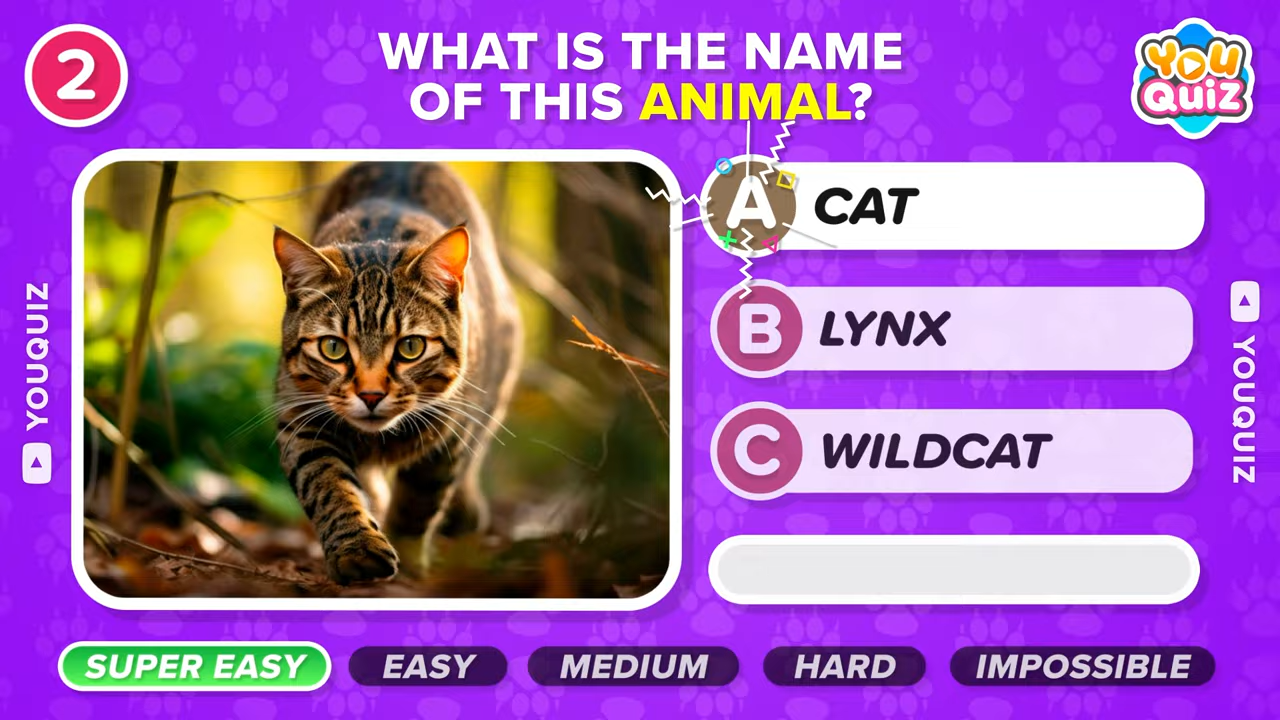 2
WHAT IS THE NAME
OF THIS ANIMAL?
You
Quiz
A CAT
B LYNX
C WILDCAT
YOUQUIZ
YOUQUIZ
SUPER EASY
EASY
MEDIUM
HARD
IMPOSSIBLE